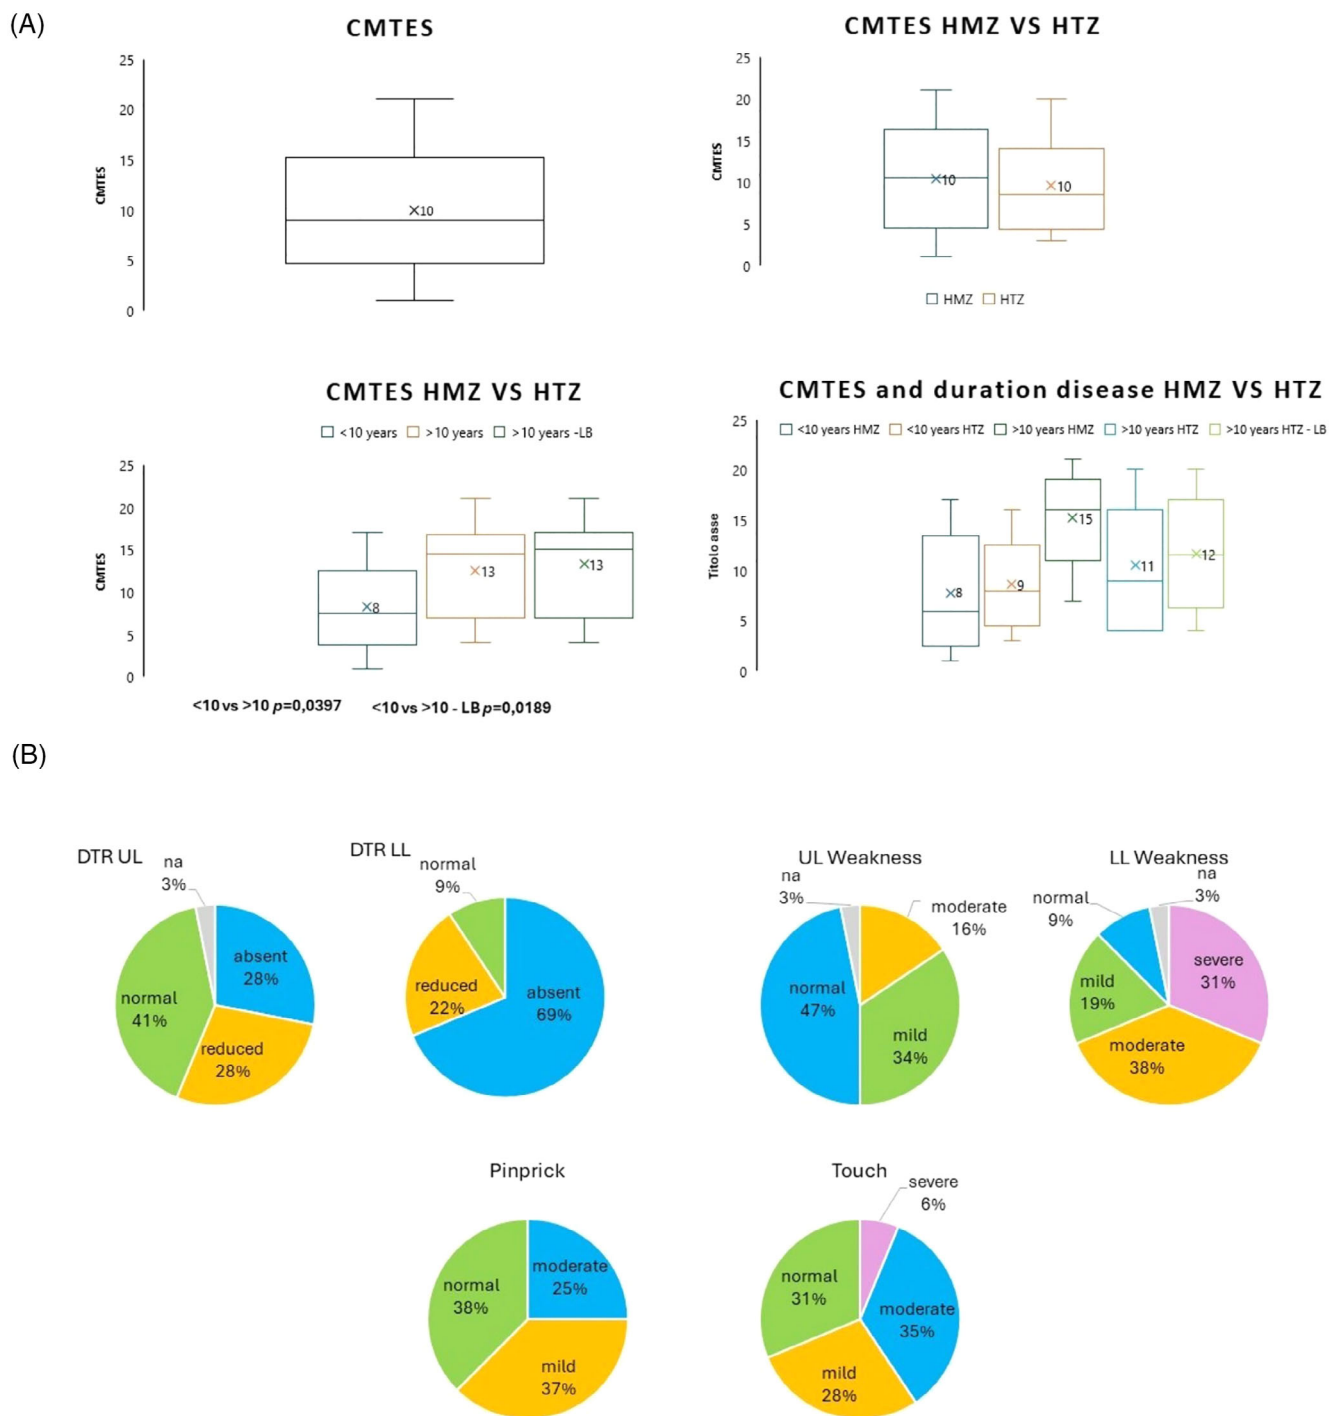 (A)
CMTES
25
20
15
10
5
0
CMTES
×10
CMTES HMZ VS HTZ
25
20
15
10
5
0
CMTES
×10
×10
HMZ HTZ
CMTES HMZ VS HTZ
<10 years >10 years >10 years -LB
25
20
15
10
5
0
CMTES
×8
×13
×13
<10 vs >10 p=0,0397 <10 vs >10 - LB p=0,0189
CMTES and duration disease HMZ VS HTZ
<10 years HMZ <10 years HTZ >10 years HMZ >10 years HTZ >10 years HTZ - LB
25
20
15
10
5
0
Titolo asse
×8
×9
×15
×11
×12
(B)
DTR UL
na
3%
absent
28%
normal
41%
reduced
28%
DTR LL
normal
9%
reduced
22%
absent
69%
UL Weakness
na
3%
moderate
16%
normal
47%
mild
34%
LL Weakness
na
3%
normal
9%
severe
31%
mild
19%
moderate
38%
Pinprick
moderate
25%
normal
38%
mild
37%
Touch
severe
6%
normal
31%
moderate
35%
mild
28%